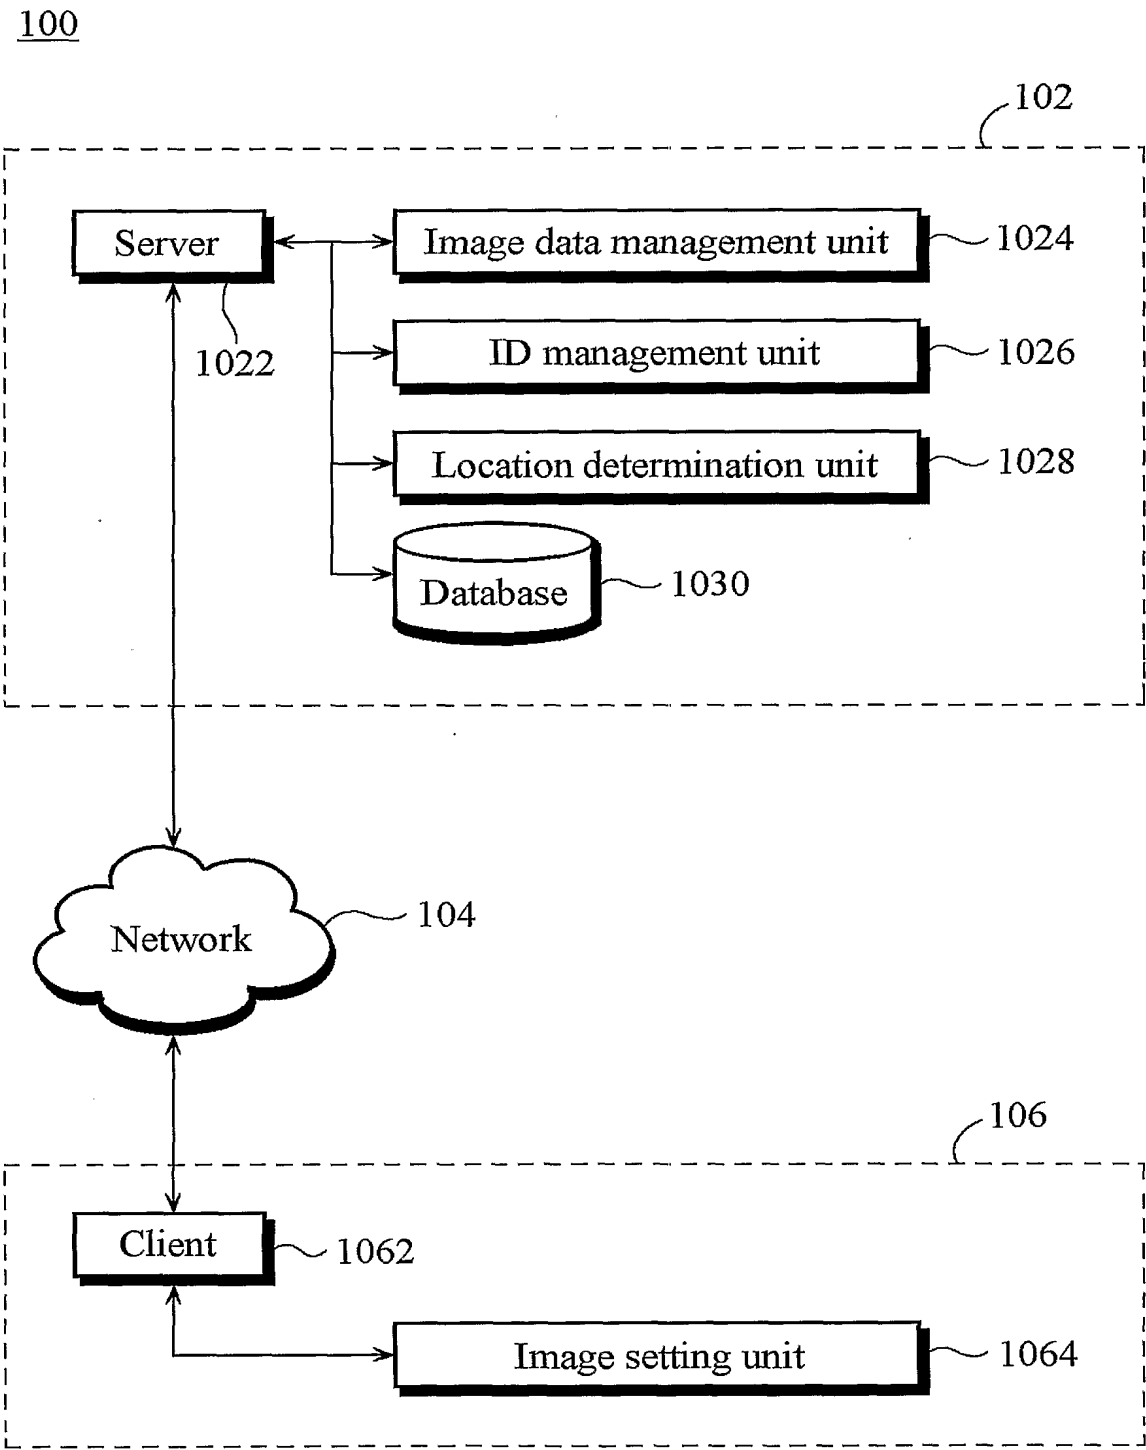 100
102
Server
Image data management unit
1024
1022
ID management unit
1026
Location determination unit
1028
Database
1030
Network
104
106
Client
1062
Image setting unit
1064